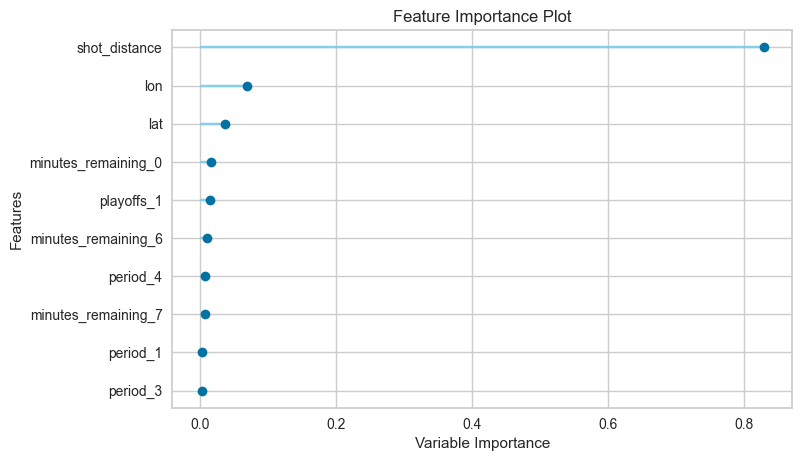 Feature Importance Plot
shot_distance
lon
lat
minutes_remaining_0
playoffs_1
minutes_remaining_6
period_4
minutes_remaining_7
period_1
period_3
Features
0.0 0.2 0.4 0.6 0.8
Variable Importance